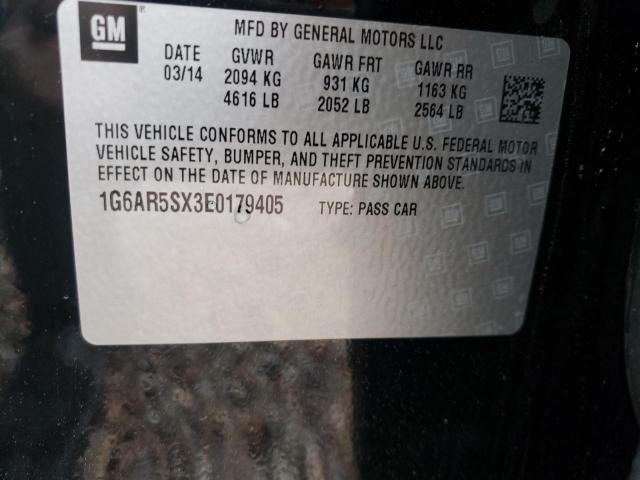 GM
MFD BY GENERAL MOTORS LLC
DATE GVWR GAWR FRT GAWR RR
03/14 2094 KG 931 KG 1163 KG
4616 LB 2052 LB 2564 LB
THIS VEHICLE CONFORMS TO ALL APPLICABLE U.S. FEDERAL MOTOR
VEHICLE SAFETY, BUMPER, AND THEFT PREVENTION STANDARDS IN
EFFECT ON THE DATE OF MANUFACTURE SHOWN ABOVE.
1G6AR5SX3E0179405 TYPE: PASS CAR